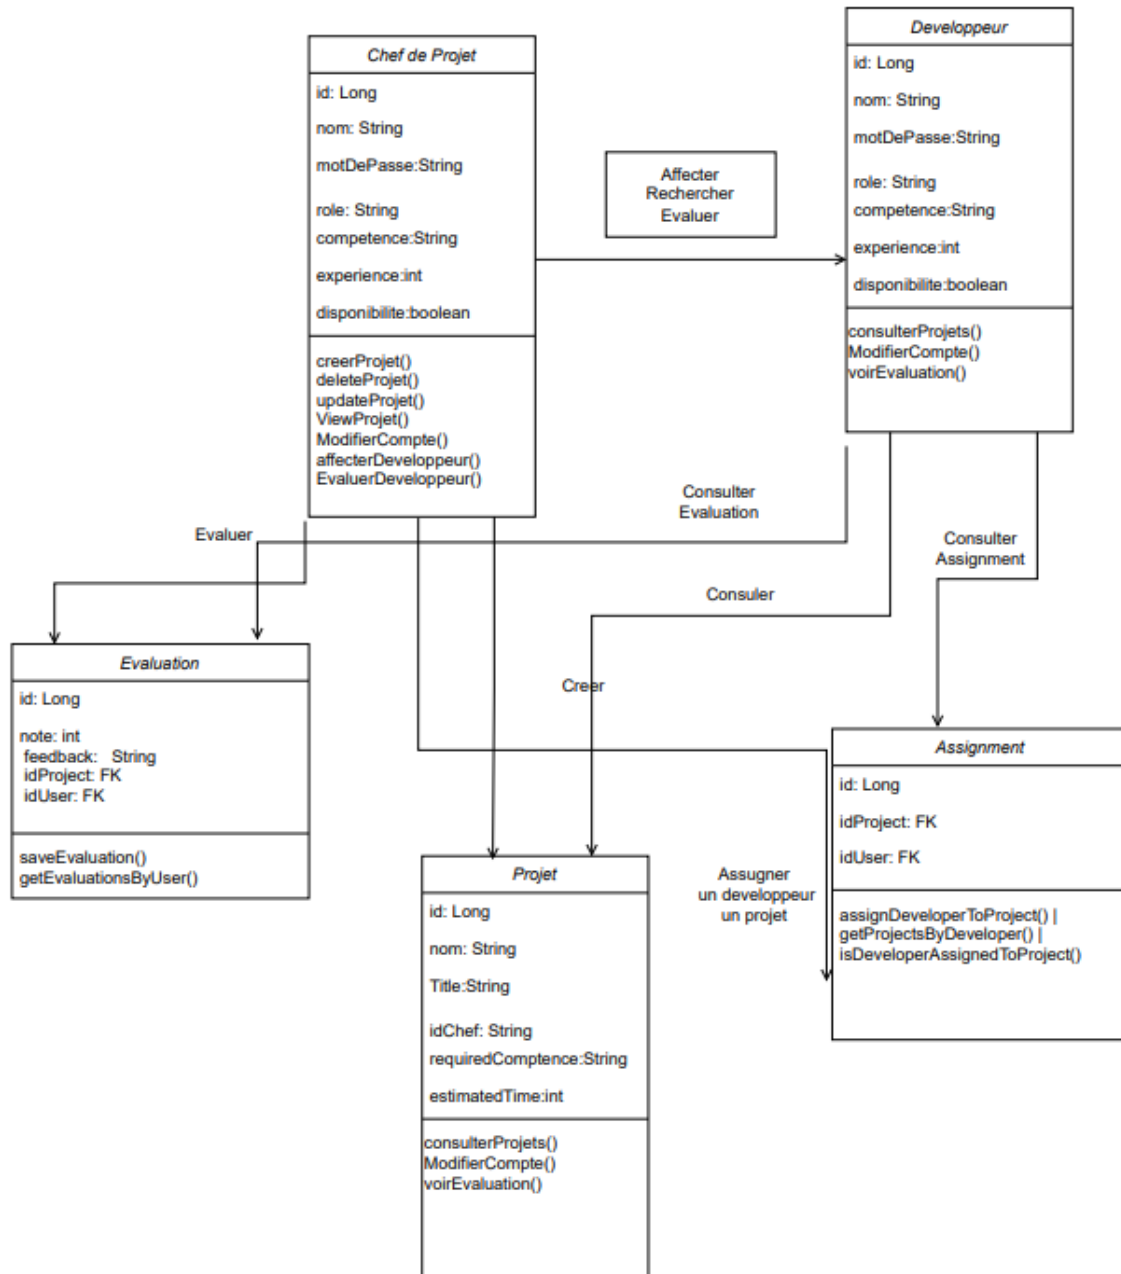 Chef de Projet
id: Long
nom: String
motDePasse:String
role: String
competence:String
experience:int
disponibilite:boolean
creerProjet()
deleteProjet()
updateProjet()
ViewProjet()
ModifierCompte()
affecterDeveloppeur()
EvaluerDeveloppeur()
Affecter
Rechercher
Evaluer
Developpeur
id: Long
nom: String
motDePasse:String
role: String
competence:String
experience:int
disponibilite:boolean
consulterProjets()
ModifierCompte()
voirEvaluation()
Evaluer
Consulter
Evaluation
Consulter
Assignment
Consuler
Creer
Evaluation
id: Long
note: int
feedback: String
idProject: FK
idUser: FK
saveEvaluation()
getEvaluationsByUser()
Projet
id: Long
nom: String
Title:String
idChef: String
requiredComptence:String
estimatedTime:int
consulterProjets()
ModifierCompte()
voirEvaluation()
Assugner
un developpeur
un projet
Assignment
id: Long
idProject: FK
idUser: FK
assignDeveloperToProject() |
getProjectsByDeveloper() |
isDeveloperAssignedToProject()